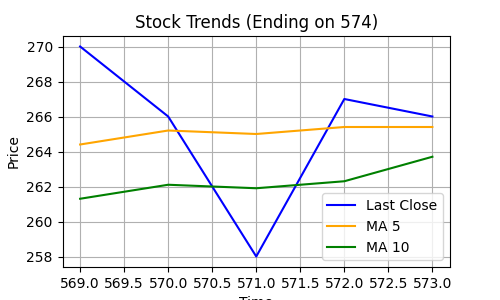 Stock Trends (Ending on 574)
Price
270
268
266
264
262
260
258
Last Close
MA 5
MA 10
569.0 569.5 570.0 570.5 571.0 571.5 572.0 572.5 573.0
Time